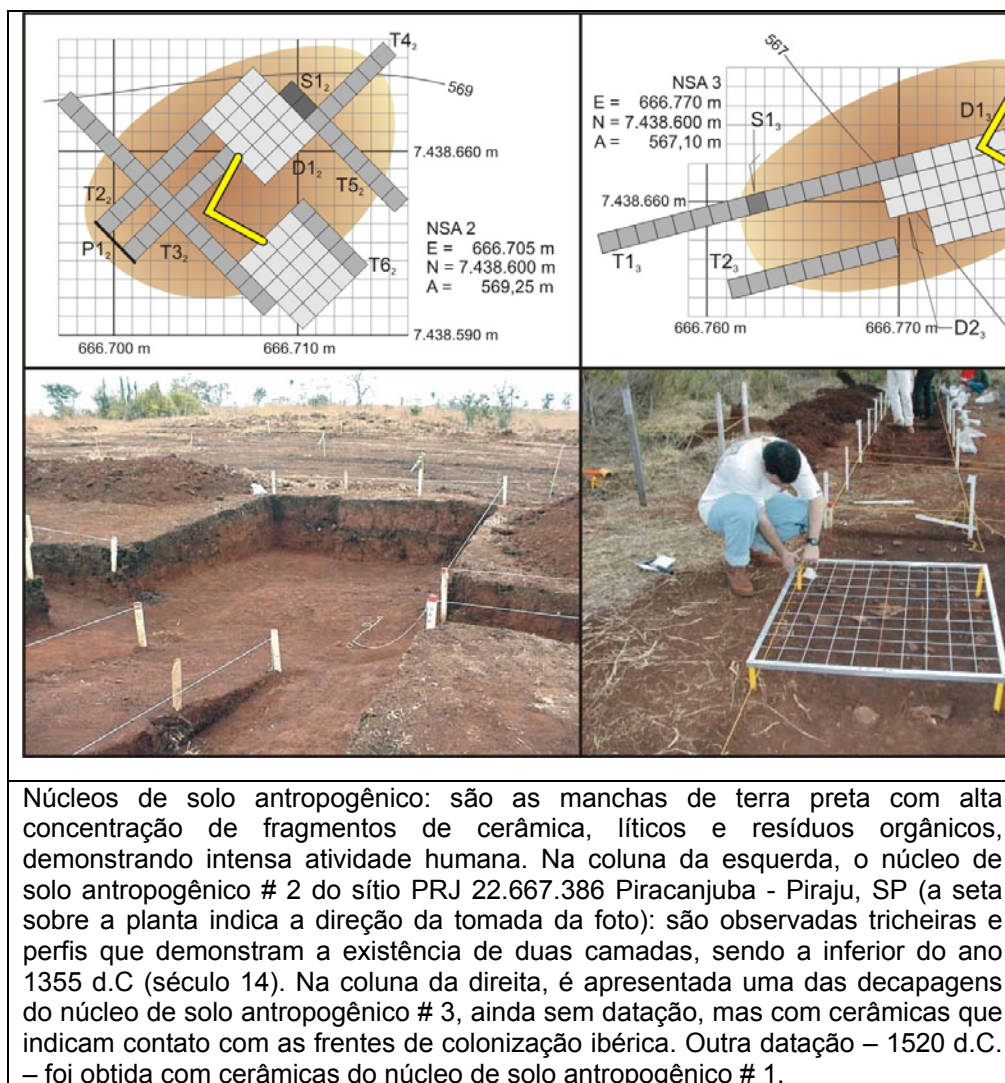 T4₂
569
S1₂
7.438.660 m
D1₂
T5₂
T2₂
P1₂
T3₂
T6₂
NSA 2
E = 666.705 m
N = 7.438.600 m
A = 569,25 m
7.438.590 m
666.700 m
666.710 m
567
NSA 3
E = 666.770 m
N = 7.438.600 m
A = 567,10 m
S1₃
D1₃
7.438.660 m
T1₃
T2₃
666.760 m
666.770 m
D2₃
Núcleos de solo antropogênico: são as manchas de terra preta com alta
concentração de fragmentos de cerâmica, líticos e resíduos orgânicos,
demonstrando intensa atividade humana. Na coluna da esquerda, o núcleo de
solo antropogênico # 2 do sítio PRJ 22.667.386 Piracanjuba - Piraju, SP (a seta
sobre a planta indica a direção da tomada da foto): são observadas tricheiras e
perfis que demonstram a existência de duas camadas, sendo a inferior do ano
1355 d.C (século 14). Na coluna da direita, é apresentada uma das decapagens
do núcleo de solo antropogênico # 3, ainda sem datação, mas com cerâmicas que
indicam contato com as frentes de colonização ibérica. Outra datação – 1520 d.C.
– foi obtida com cerâmicas do núcleo de solo antropogênico # 1.